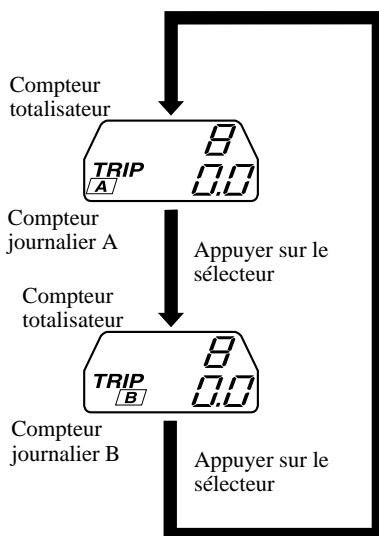 Compteur
totalisateur
8
TRIP
A
0.0
Compteur
journalier A
Appuyer sur le
sélecteur
Compteur
totalisateur
8
TRIP
B
0.0
Compteur
journalier B
Appuyer sur le
sélecteur